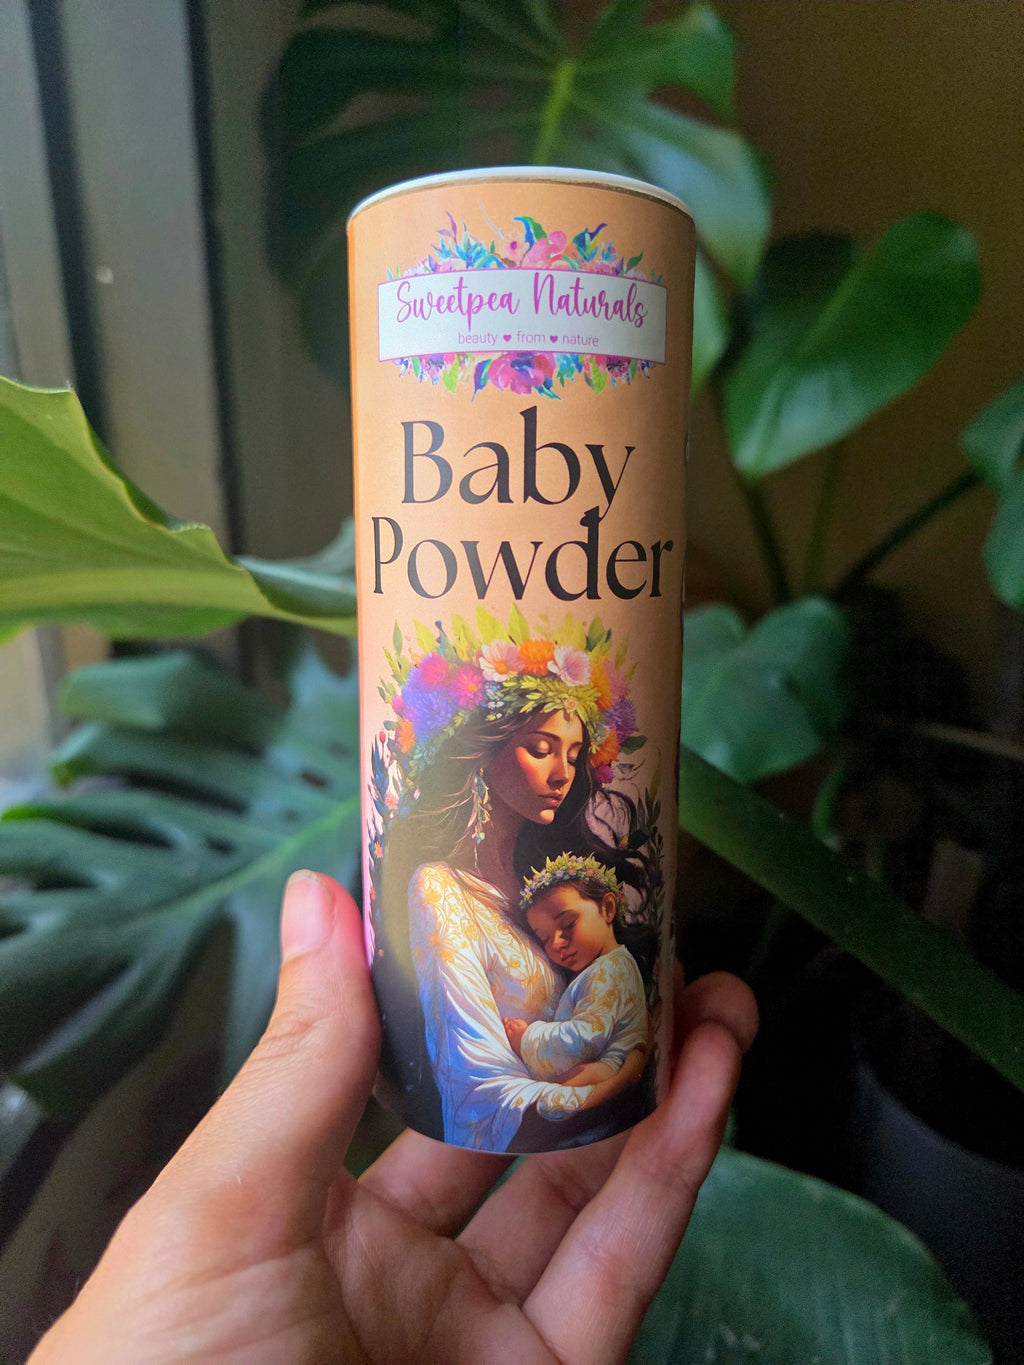 Sweetpea Naturals
beauty ♥ from ♥ nature
Baby
Powder